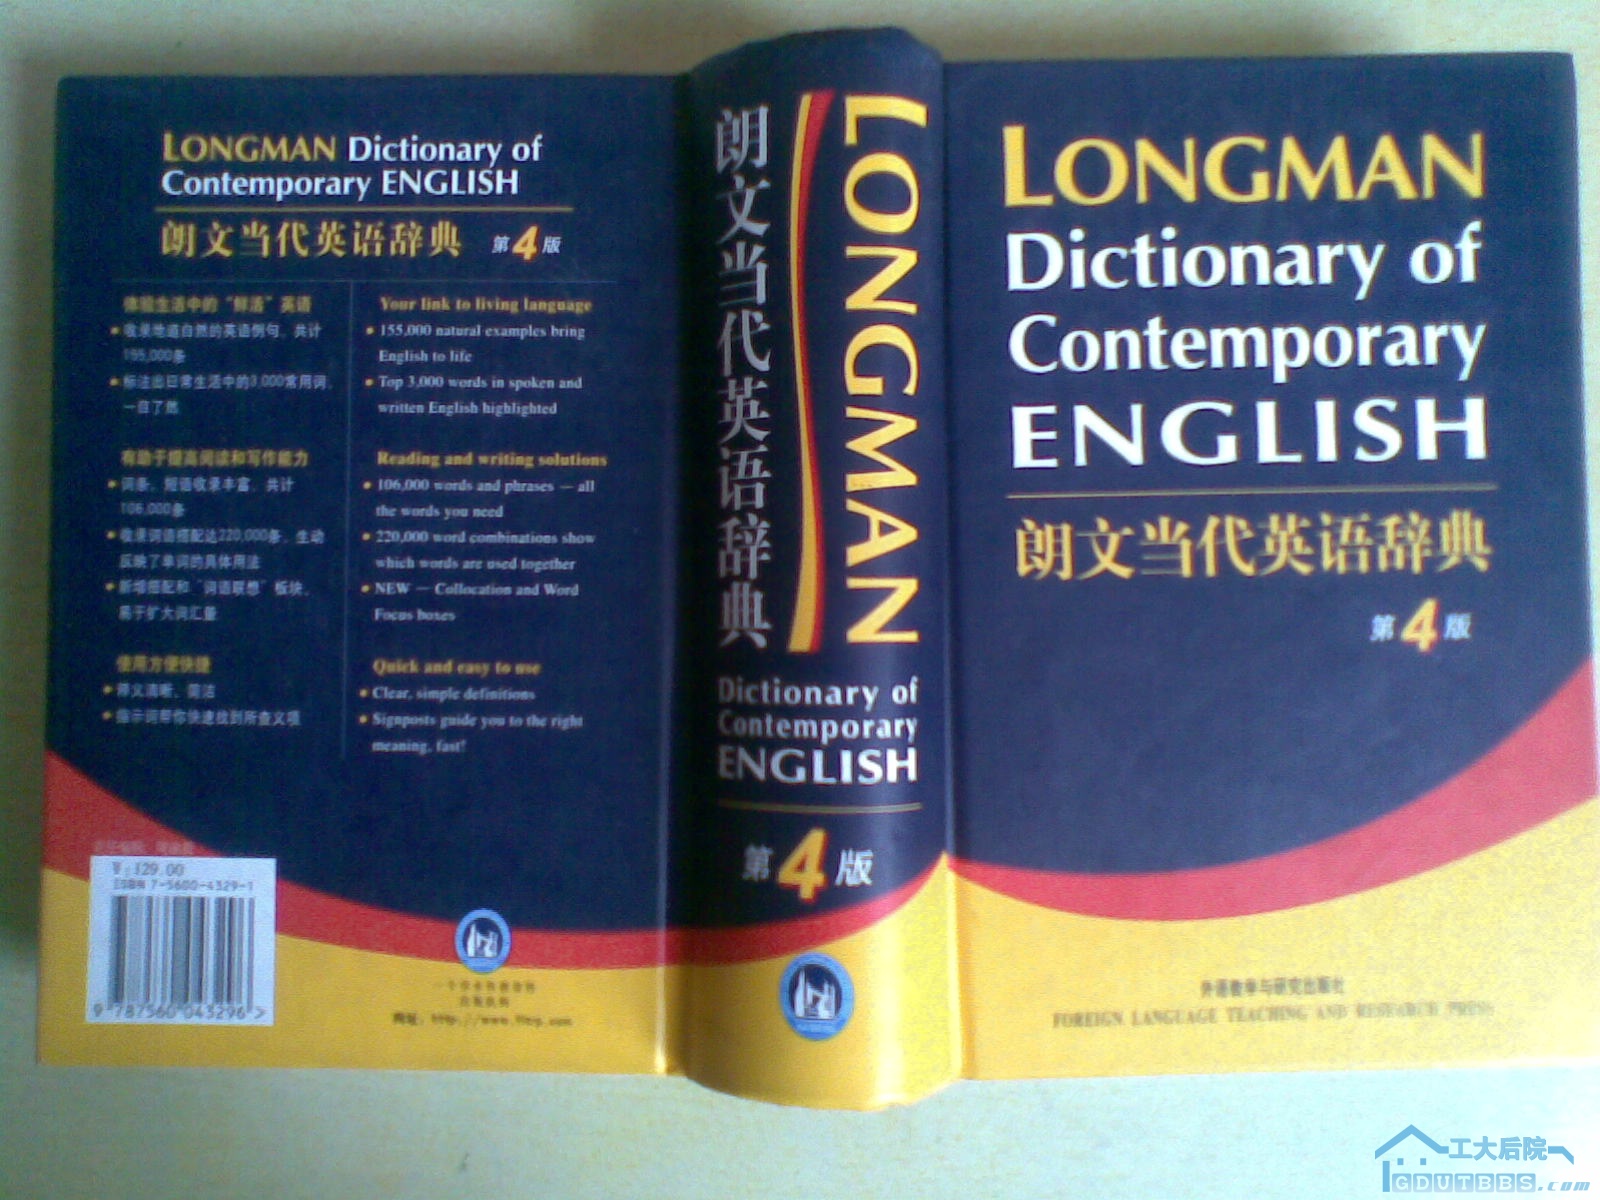 LONGMAN Dictionary of
Contemporary ENGLISH
朗文当代英语辞典 第4版
体验生活中的“鲜活”英语
收录地道自然的英语例句，共计
155,000条
标注出日常生活中的3,000常用词，
一目了然
有助于提高阅读和写作能力
词条、短语收录丰富，共计
106,000条
收录词语搭配达220,000条，生动
反映了单词的具体用法
新增搭配和“词语联想”板块，
易于扩大词汇量
使用方便快捷
释义清晰、简洁
指示词帮你快速找到所查义项
Your link to living language
155,000 natural examples bring
English to life
Top 3,000 words in spoken and
written English highlighted
Reading and writing solutions
106,000 words and phrases — all
the words you need
220,000 word combinations show
which words are used together
NEW — Collocation and Word
Focus boxes
Quick and easy to use
Clear, simple definitions
Signposts guide you to the right
meaning, fast!
¥:129.00
ISBN 7-5600-4329-1
9 787560 043296 >
网址：http://www.fltrp.com
朗文当代英语辞典
LONGMAN
Dictionary of
Contemporary
ENGLISH
第4版
LONGMAN
Dictionary of
Contemporary
ENGLISH
朗文当代英语辞典
第4版
外语教学与研究出版社
FOREIGN LANGUAGE TEACHING AND RESEARCH PRESS
工大后院
GDUTBBS.com